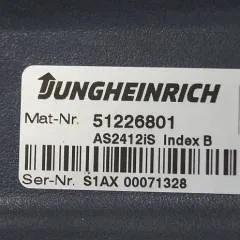 JUNGHEINRICH
Mat-Nr. 51226801
AS2412iS Index B
Ser-Nr. S1AX 00071328